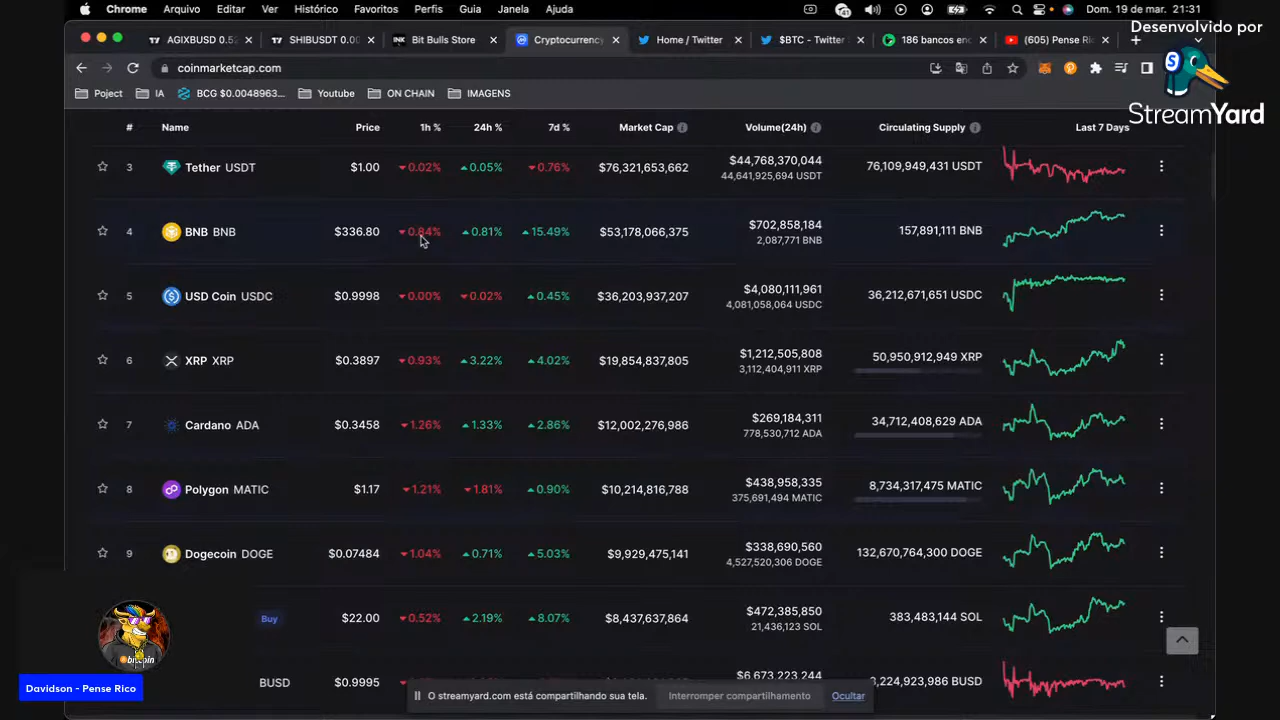 Chrome Arquivo Editar Ver Histórico Favoritos Perfis Guia Janela Ajuda 41 Dom. 19 de mar. 21:31
AGIXBUSD 0.5 SHIBUSDT 0.00 Bit Bulls Store Cryptocurrency Home / Twitter $BTC - Twitter 186 bancos en (605) Pense Ri
Desenvolvido por
StreamYard
coinmarketcap.com
Poject IA BCG $0.0048963... Youtube ON CHAIN IMAGENS
# Name Price 1h % 24h % 7d % Market Cap Volume(24h) Circulating Supply Last 7 Days
3 Tether USDT $1.00 0.02% 0.05% 0.76% $76,321,653,662 $44,768,370,044 76,109,949,431 USDT
44,641,925,694 USDT
4 BNB BNB $336.80 0.84% 0.81% 15.49% $53,178,066,375 $702,858,184 157,891,111 BNB
2,087,771 BNB
5 USD Coin USDC $0.9998 0.00% 0.02% 0.45% $36,203,937,207 $4,080,111,961 36,212,671,651 USDC
4,081,058,064 USDC
6 XRP XRP $0.3897 0.93% 3.22% 4.02% $19,854,837,805 $1,212,505,808 50,950,912,949 XRP
3,112,404,911 XRP
7 Cardano ADA $0.3458 1.26% 1.33% 2.86% $12,002,276,986 $269,184,311 34,712,408,629 ADA
778,530,712 ADA
8 Polygon MATIC $1.17 1.21% 1.81% 0.90% $10,214,816,788 $438,958,335 8,734,317,475 MATIC
375,691,494 MATIC
9 Dogecoin DOGE $0.07484 1.04% 0.71% 5.03% $9,929,475,141 $338,690,560 132,670,764,300 DOGE
4,527,520,306 DOGE
Buy $22.00 0.52% 2.19% 8.07% $8,437,637,864 $472,385,850 383,483,144 SOL
21,436,123 SOL
BUSD $0.9995 $6,673,223,244 8,224,923,986 BUSD
bitcoin
Davidson - Pense Rico
O streamyard.com está compartilhando sua tela. Interromper compartilhamento Ocultar